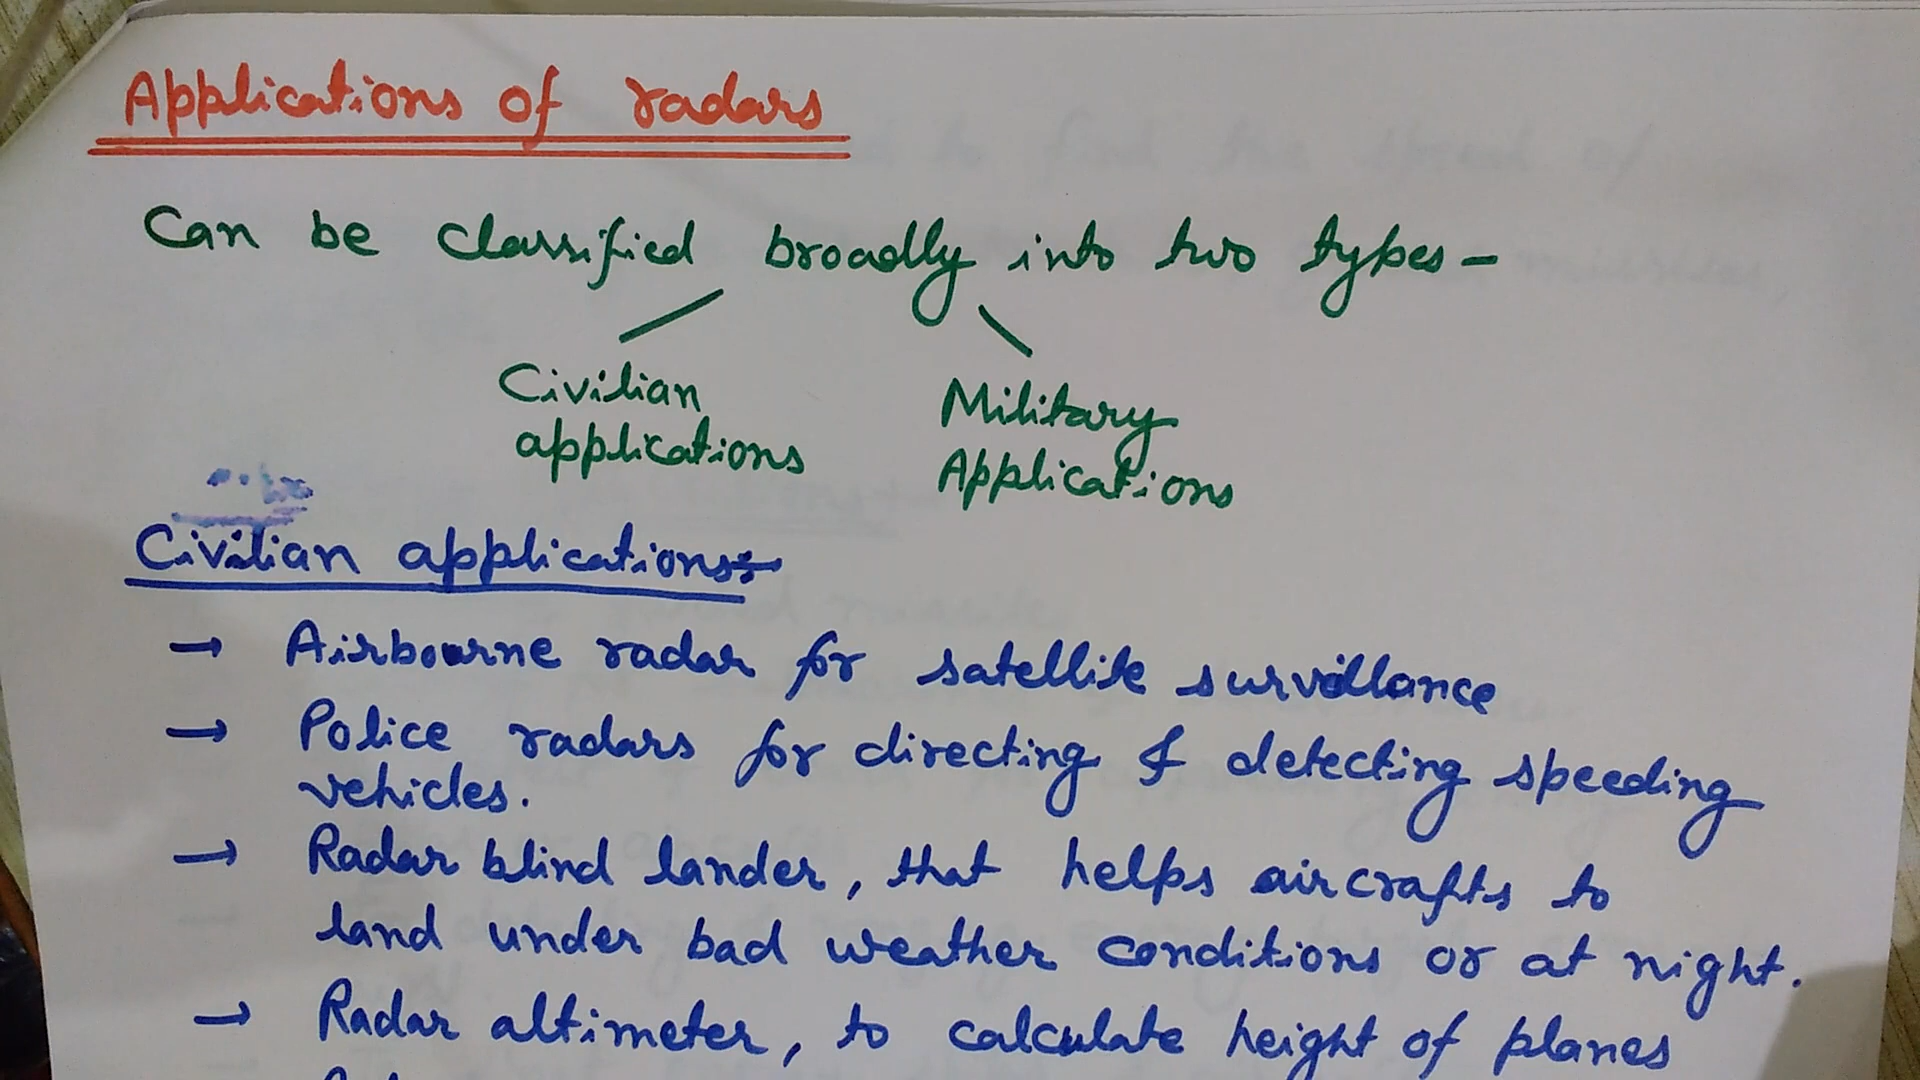 Applications of radars
Can be classified broadly into two types -
Civilian
applications
Military
Applications
Civilian applications:-
→ Airbourne radar for satellite survillance
→ Police radars for directing & detecting speeding
vehicles.
→ Radar blind lander, that helps aircrafts to
land under bad weather conditions or at night.
→ Radar altimeter, to calculate height of planes